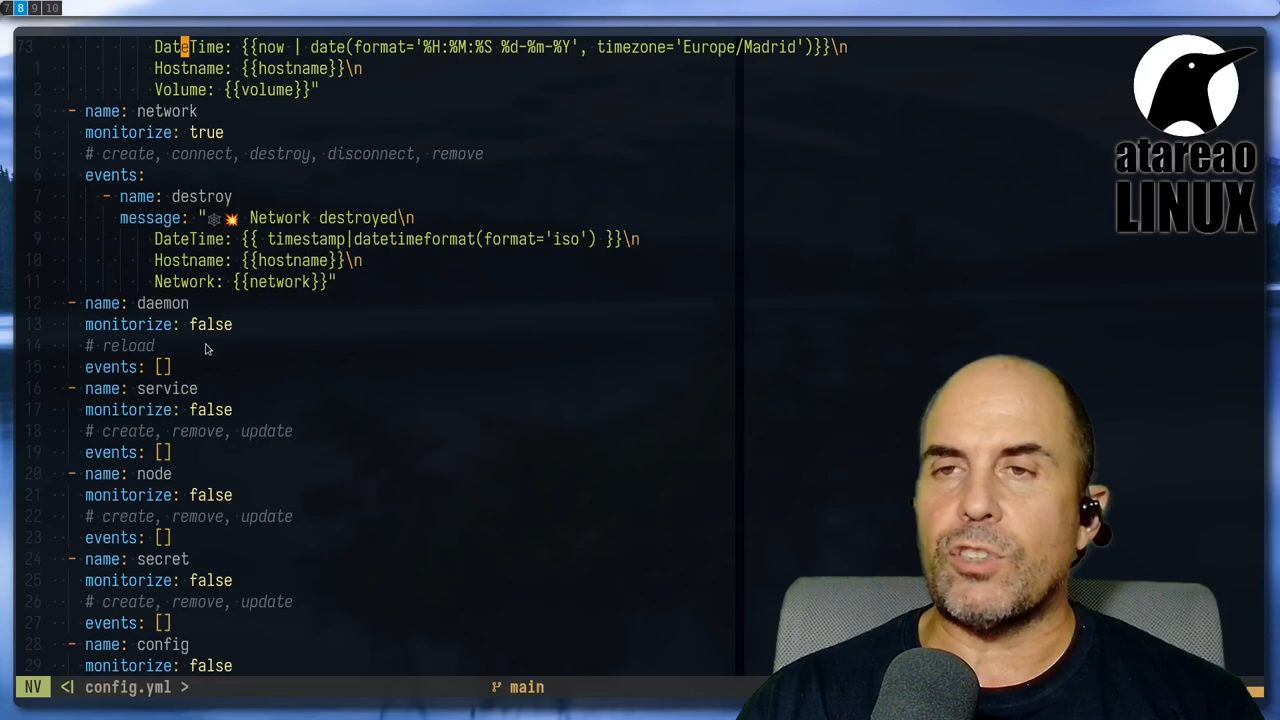 7 8 9 10
73 DateTime: {{now | date(format='%H:%M:%S %d-%m-%Y', timezone='Europe/Madrid')}}\n
1 Hostname: {{hostname}}\n
2 Volume: {{volume}}"
3 - name: network
4 monitorize: true
5 # create, connect, destroy, disconnect, remove
6 events:
7 - name: destroy
8 message: "🕸💥 Network destroyed\n
9 DateTime: {{ timestamp|datetimeformat(format='iso') }}\n
10 Hostname: {{hostname}}\n
11 Network: {{network}}"
12 - name: daemon
13 monitorize: false
14 # reload
15 events: []
16 - name: service
17 monitorize: false
18 # create, remove, update
19 events: []
20 - name: node
21 monitorize: false
22 # create, remove, update
23 events: []
24 - name: secret
25 monitorize: false
26 # create, remove, update
27 events: []
28 - name: config
29 monitorize: false
NV <| config.yml > main
atareao
LINUX